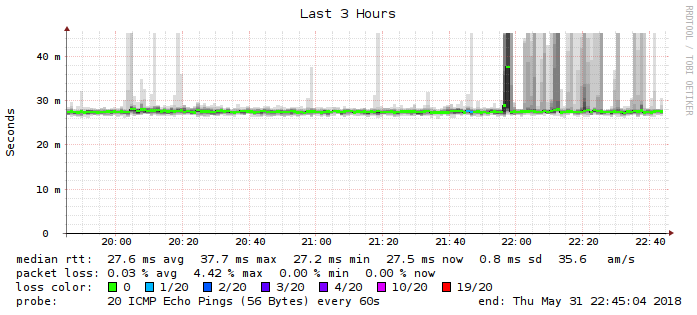 Last 3 Hours
RRDTOOL / TOBI OETIKER
Seconds
40 m
30 m
20 m
10 m
0
20:00 20:20 20:40 21:00 21:20 21:40 22:00 22:20 22:40
median rtt: 27.6 ms avg 37.7 ms max 27.2 ms min 27.5 ms now 0.8 ms sd 35.6 am/s
packet loss: 0.03 % avg 4.42 % max 0.00 % min 0.00 % now
loss color: 0 1/20 2/20 3/20 4/20 10/20 19/20
probe: 20 ICMP Echo Pings (56 Bytes) every 60s end: Thu May 31 22:45:04 2018